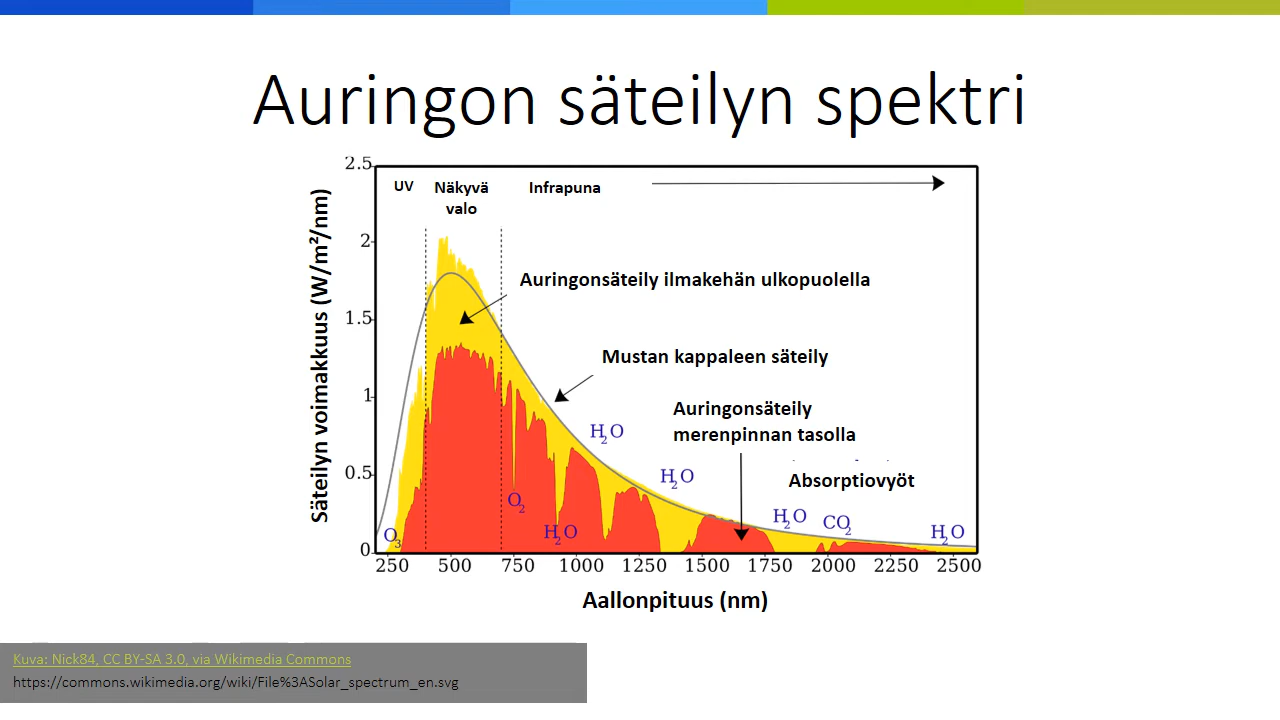 Auringon säteilyn spektri
Säteilyn voimakkuus (W/m²/nm)
2.5
2
1.5
1
0.5
0
UV
Näkyvä
valo
Infrapuna
Auringonsäteily ilmakehän ulkopuolella
Mustan kappaleen säteily
Auringonsäteily
merenpinnan tasolla
Absorptiovyöt
O₃
O₂
H₂O
H₂O
H₂O
H₂O
CO₂
H₂O
250 500 750 1000 1250 1500 1750 2000 2250 2500
Aallonpituus (nm)
Kuva: Nick84, CC BY-SA 3.0, via Wikimedia Commons
https://commons.wikimedia.org/wiki/File%3ASolar_spectrum_en.svg